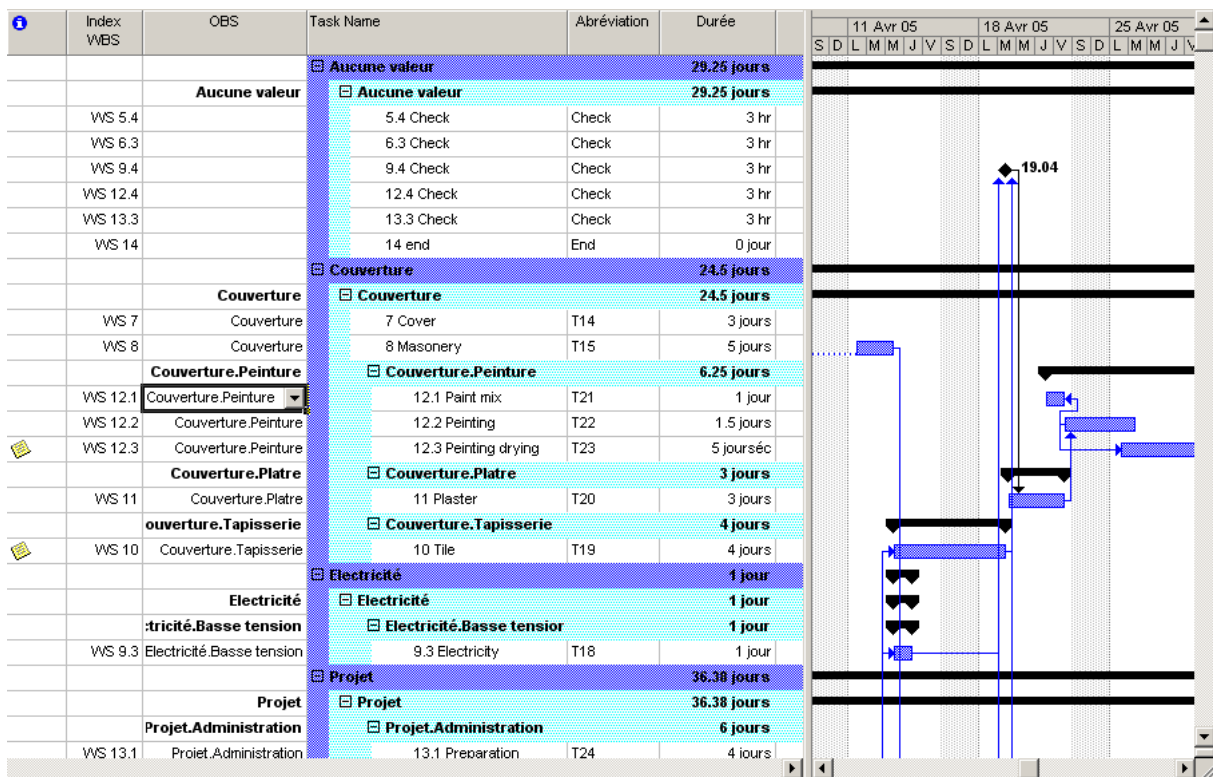 Index WBS OBS Task Name Abréviation Durée
11 Avr 05 18 Avr 05 25 Avr 05
S D L M M J V S D L M M J V S D L M M J V
Aucune valeur 29.25 jours
Aucune valeur Aucune valeur 29.25 jours
WS 5.4 5.4 Check Check 3 hr
WS 6.3 6.3 Check Check 3 hr
WS 9.4 9.4 Check Check 3 hr 19.04
WS 12.4 12.4 Check Check 3 hr
WS 13.3 13.3 Check Check 3 hr
WS 14 14 end End 0 jour
Couverture 24.5 jours
Couverture Couverture 24.5 jours
WS 7 Couverture 7 Cover T14 3 jours
WS 8 Couverture 8 Masonery T15 5 jours
Couverture.Peinture Couverture.Peinture 6.25 jours
WS 12.1 Couverture.Peinture 12.1 Paint mix T21 1 jour
WS 12.2 Couverture.Peinture 12.2 Peinting T22 1.5 jours
WS 12.3 Couverture.Peinture 12.3 Peinting drying T23 5 jourséc
Couverture.Platre Couverture.Platre 3 jours
WS 11 Couverture.Platre 11 Plaster T20 3 jours
ouverture.Tapisserie Couverture.Tapisserie 4 jours
WS 10 Couverture.Tapisserie 10 Tile T19 4 jours
Electricité 1 jour
Electricité Electricité 1 jour
:tricité.Basse tension Electricité.Basse tensior 1 jour
WS 9.3 Electricité.Basse tension 9.3 Electricity T18 1 jour
Projet 36.38 jours
Projet Projet 36.38 jours
Projet.Administration Projet.Administration 6 jours
WS 13.1 Projet.Administration 13.1 Preparation T24 4 jours